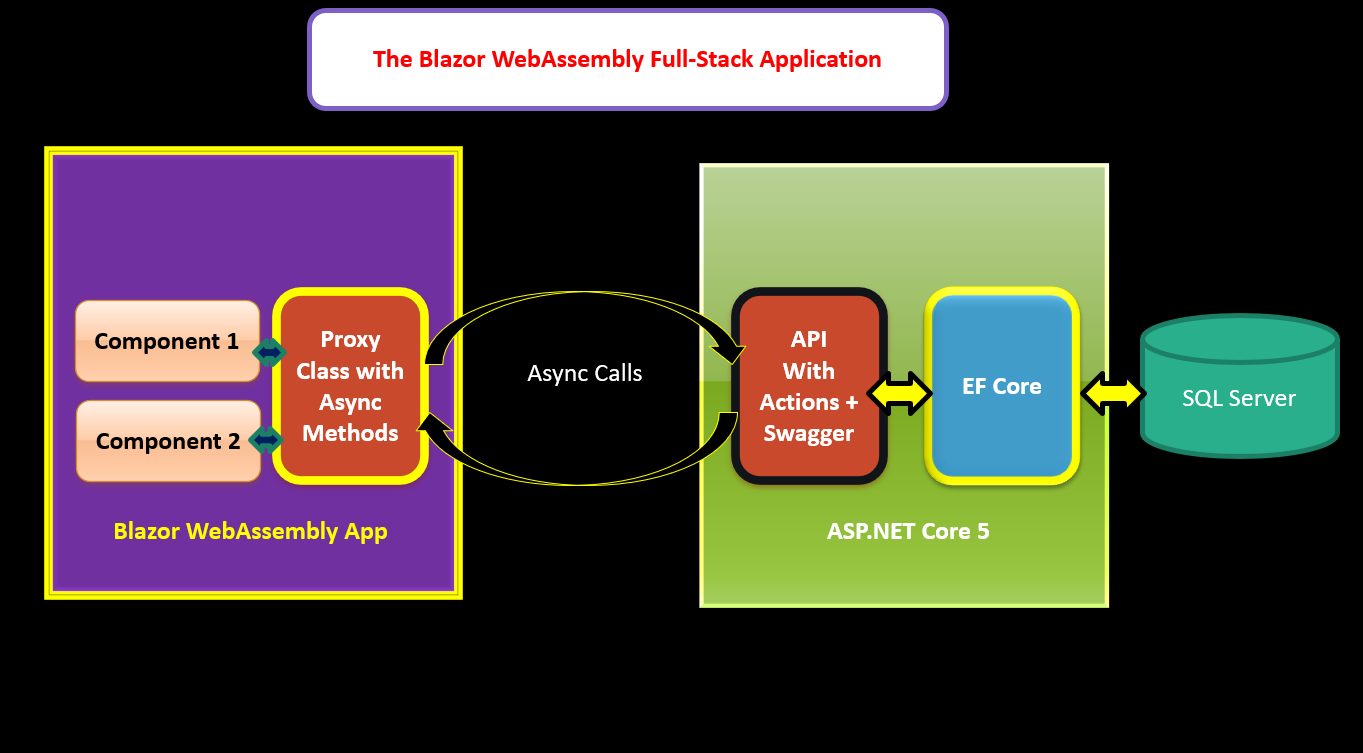 The Blazor WebAssembly Full-Stack Application
Component 1
Component 2
Proxy
Class with
Async
Methods
Blazor WebAssembly App
Async Calls
API
With
Actions +
Swagger
EF Core
ASP.NET Core 5
SQL Server